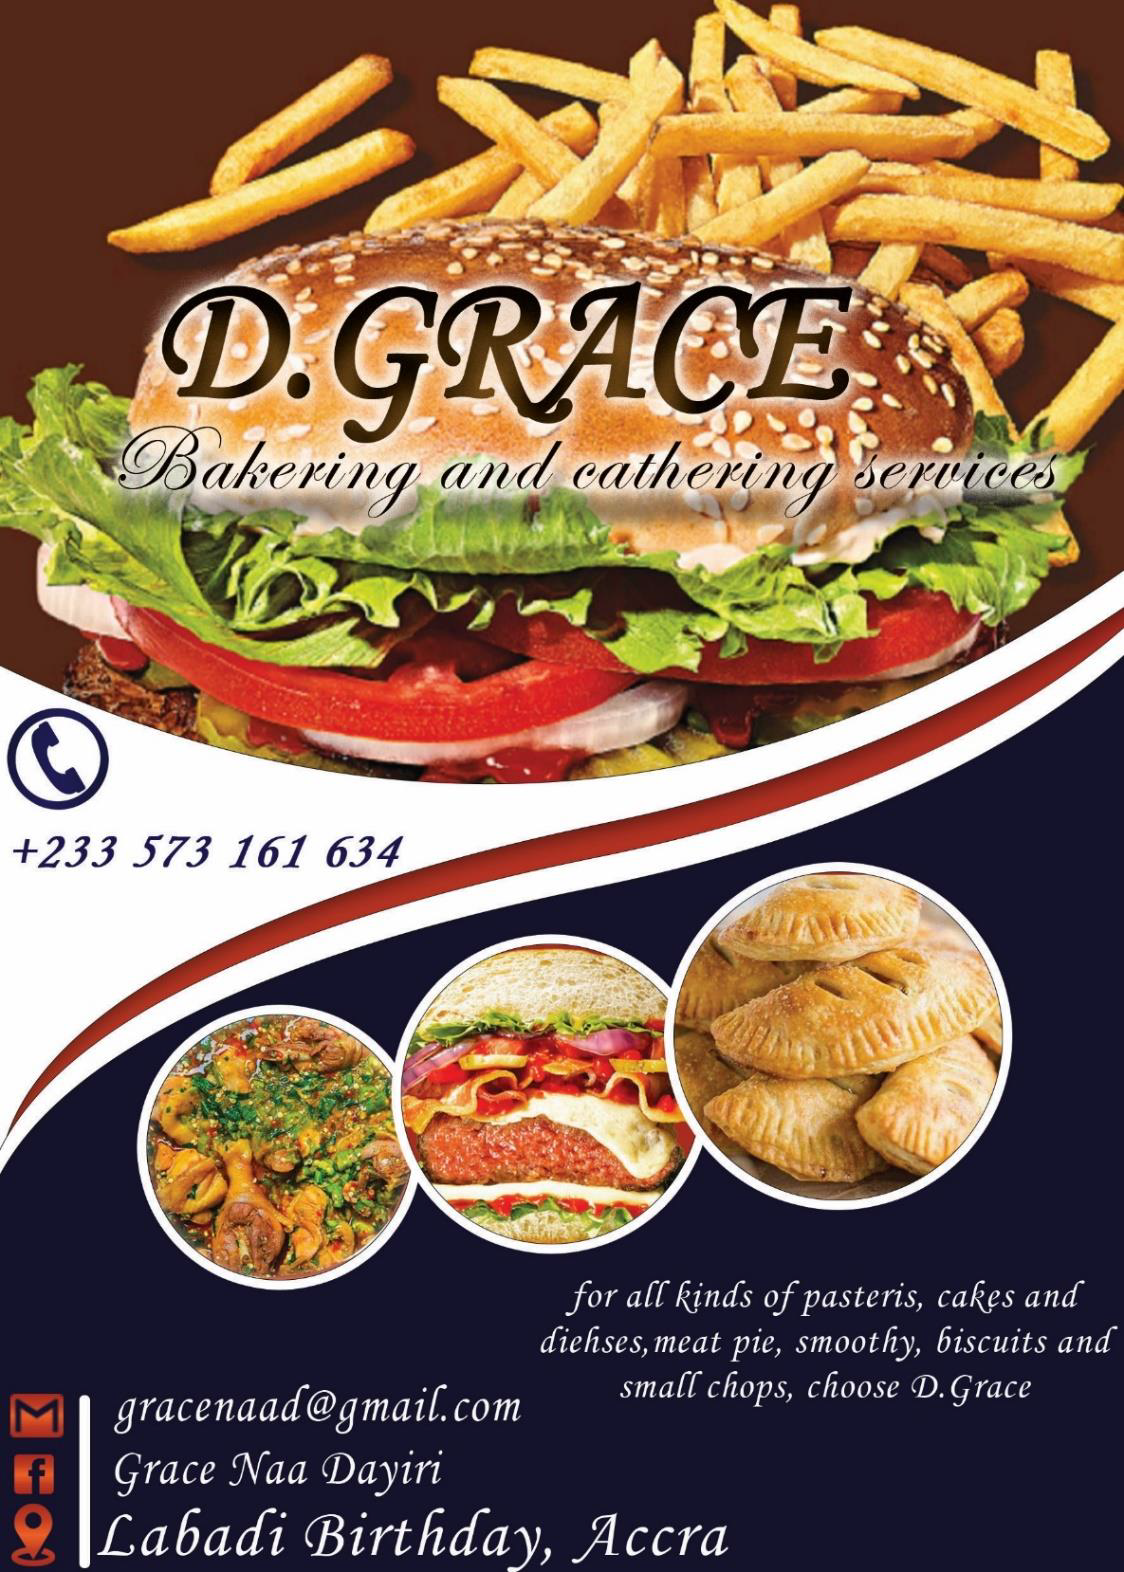 D.GRACE
Bakering and cathering services
+233 573 161 634
for all kinds of pasteris, cakes and
diehses,meat pie, smoothy, biscuits and
small chops, choose D.Grace
gracenaad@gmail.com
Grace Naa Dayiri
Labadi Birthday, Accra